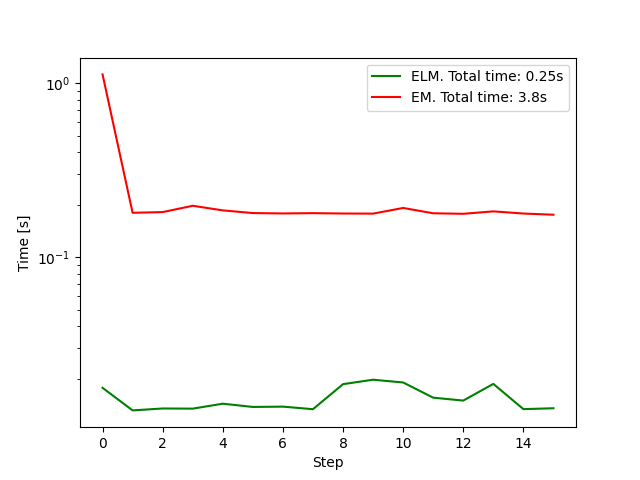 ELM. Total time: 0.25s
EM. Total time: 3.8s
10⁰
10⁻¹
Time [s]
0 2 4 6 8 10 12 14
Step